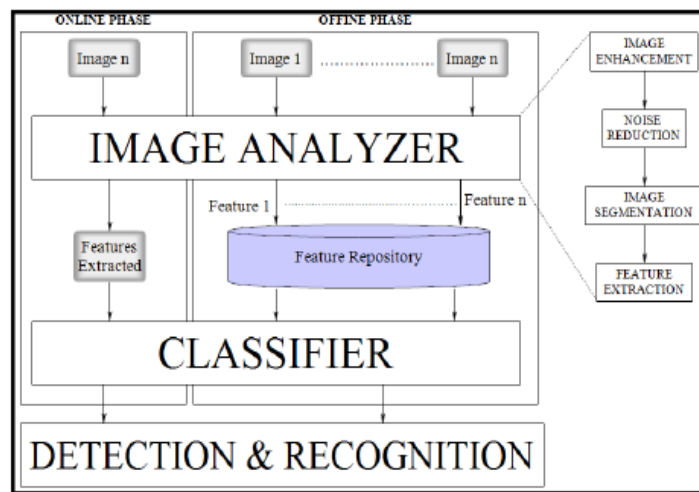 ONLINE PHASE
OFFINE PHASE
Image n
Image 1
Image n
IMAGE ANALYZER
Feature 1
Feature n
Features
Extracted
Feature Repository
CLASSIFIER
DETECTION & RECOGNITION
IMAGE
ENHANCEMENT
NOISE
REDUCTION
IMAGE
SEGMENTATION
FEATURE
EXTRACTION